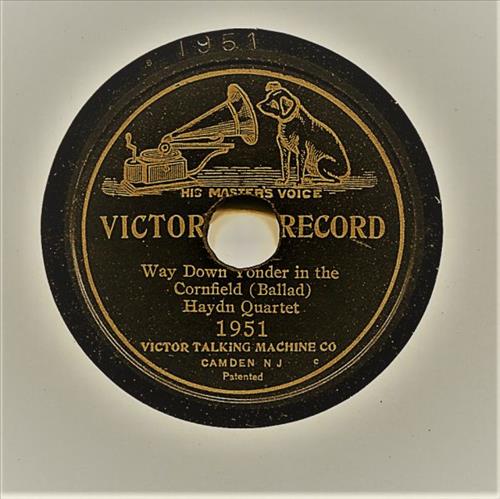 1951
HIS MASTER'S VOICE
VICTOR RECORD
Way Down Yonder in the
Cornfield (Ballad)
Haydn Quartet
1951
VICTOR TALKING MACHINE CO
CAMDEN N J C
Patented